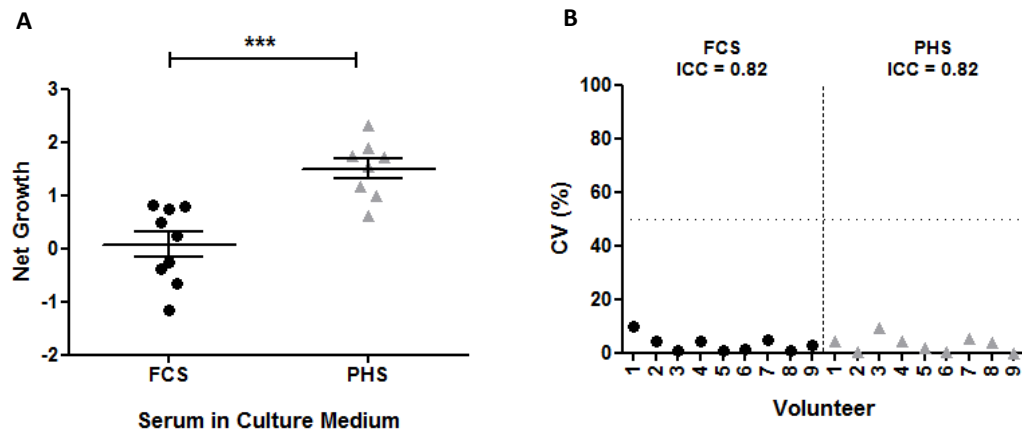 A
***
3
2
1
0
-1
-2
Net Growth
FCS
PHS
Serum in Culture Medium
B
FCS
ICC = 0.82
PHS
ICC = 0.82
100
80
60
40
20
0
CV (%)
1 2 3 4 5 6 7 8 9 1 2 3 4 5 6 7 8 9
Volunteer